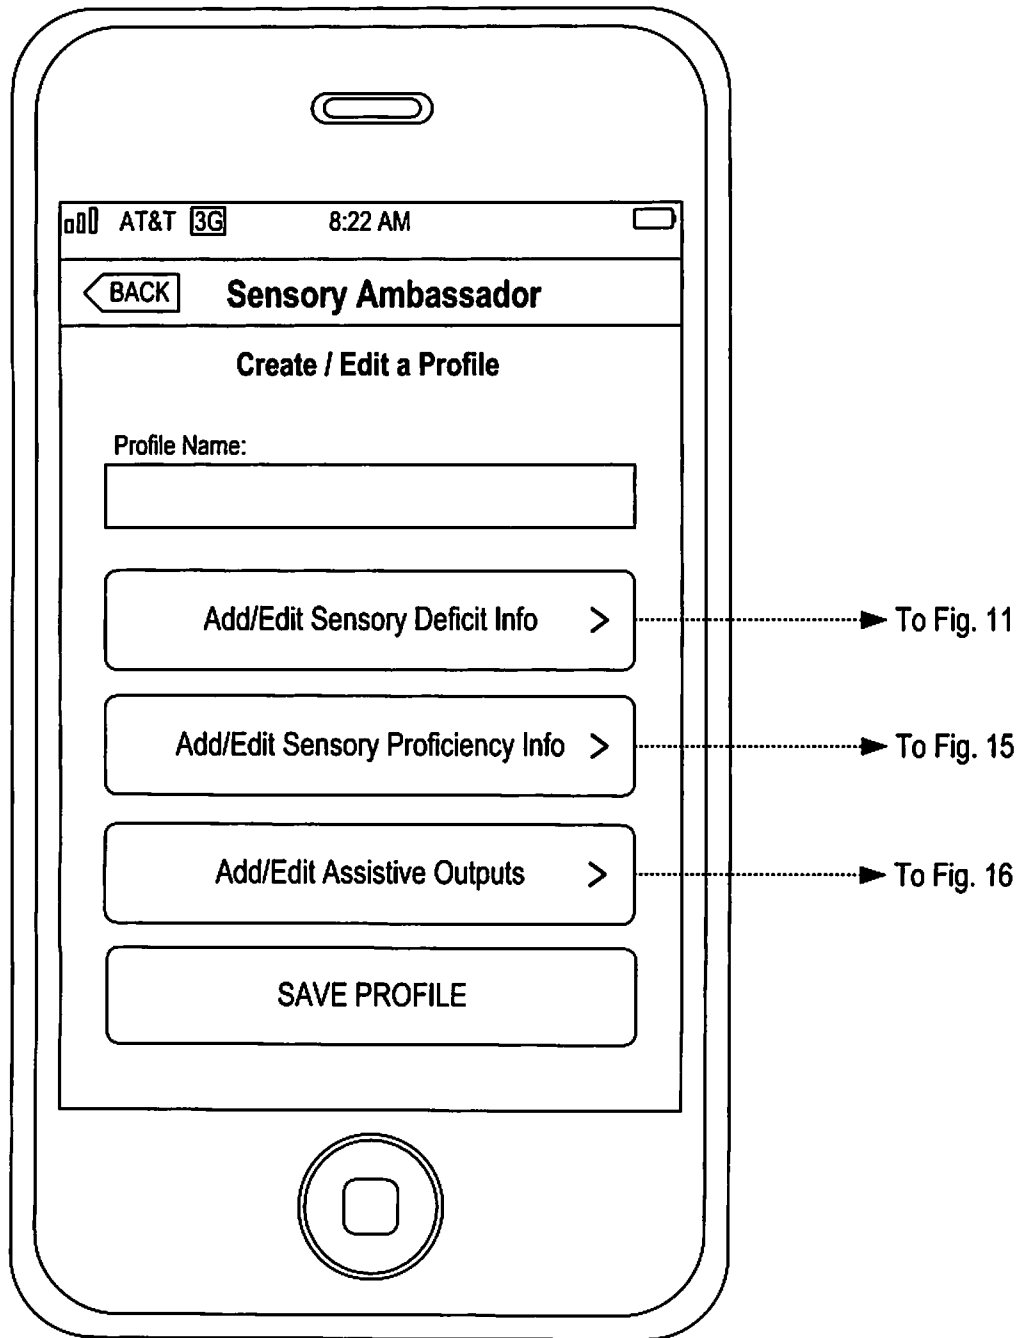 AT&T 3G 8:22 AM
BACK Sensory Ambassador
Create / Edit a Profile
Profile Name:
Add/Edit Sensory Deficit Info > To Fig. 11
Add/Edit Sensory Proficiency Info > To Fig. 15
Add/Edit Assistive Outputs > To Fig. 16
SAVE PROFILE